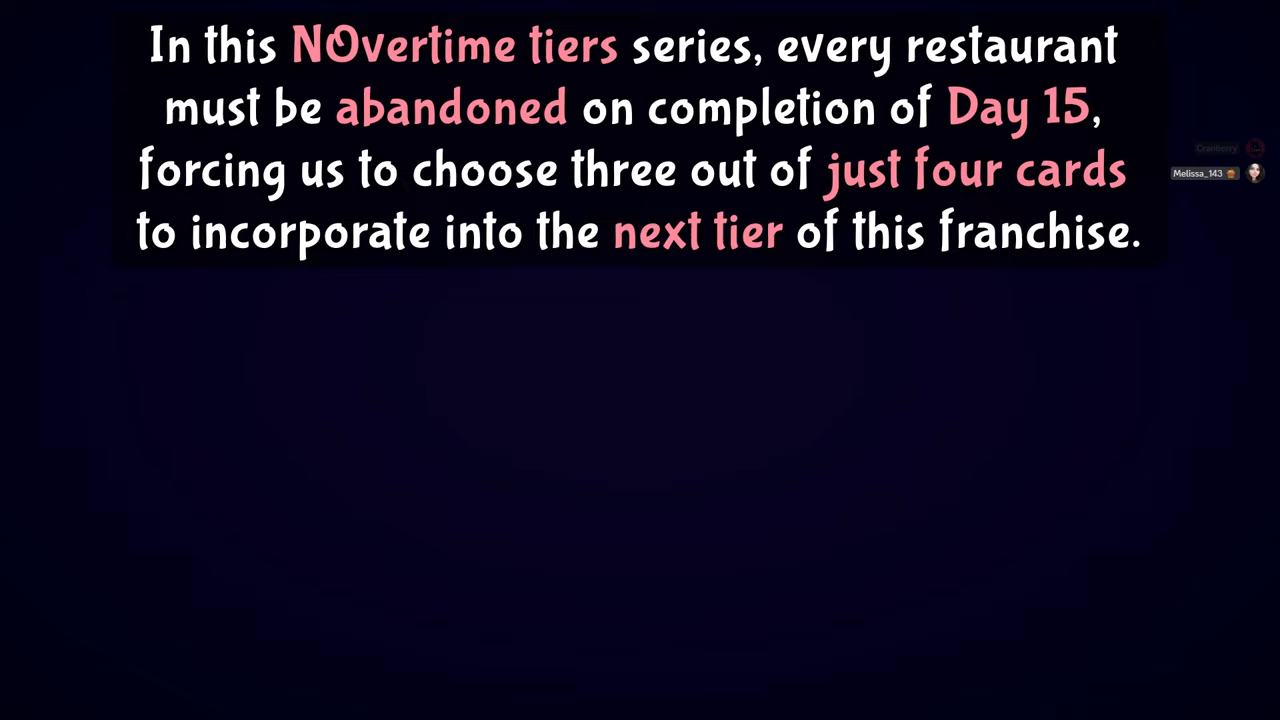 In this NOvertime tiers series, every restaurant
must be abandoned on completion of Day 15,
forcing us to choose three out of just four cards
to incorporate into the next tier of this franchise.
Cranberry
Melissa_143